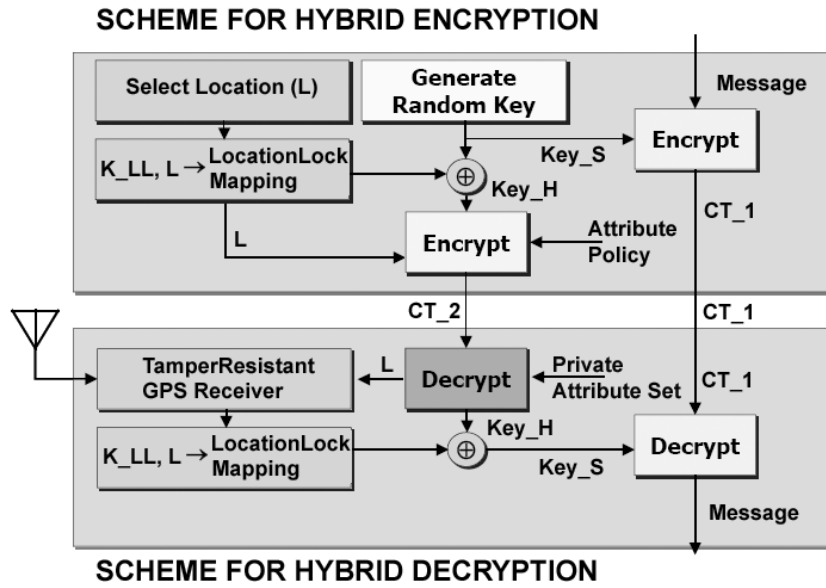 SCHEME FOR HYBRID ENCRYPTION
Select Location (L)
Generate
Random Key
Message
Encrypt
K_LL, L → LocationLock
Mapping
Key_S
⊕
Key_H
CT_1
L
Encrypt
Attribute
Policy
CT_2
CT_1
TamperResistant
GPS Receiver
L
Decrypt
Private
Attribute Set
CT_1
K_LL, L → LocationLock
Mapping
Key_H
⊕
Key_S
Decrypt
Message
SCHEME FOR HYBRID DECRYPTION